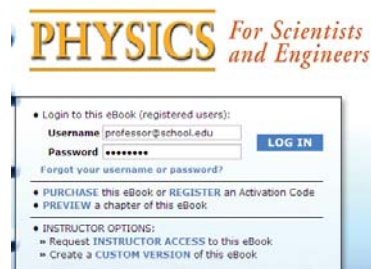 PHYSICS For Scientists
and Engineers
• Login to this eBook (registered users):
Username professor@school.edu
Password ••••••••
LOG IN
Forgot your username or password?
• PURCHASE this eBook or REGISTER an Activation Code
• PREVIEW a chapter of this eBook
• INSTRUCTOR OPTIONS:
» Request INSTRUCTOR ACCESS to this eBook
» Create a CUSTOM VERSION of this eBook